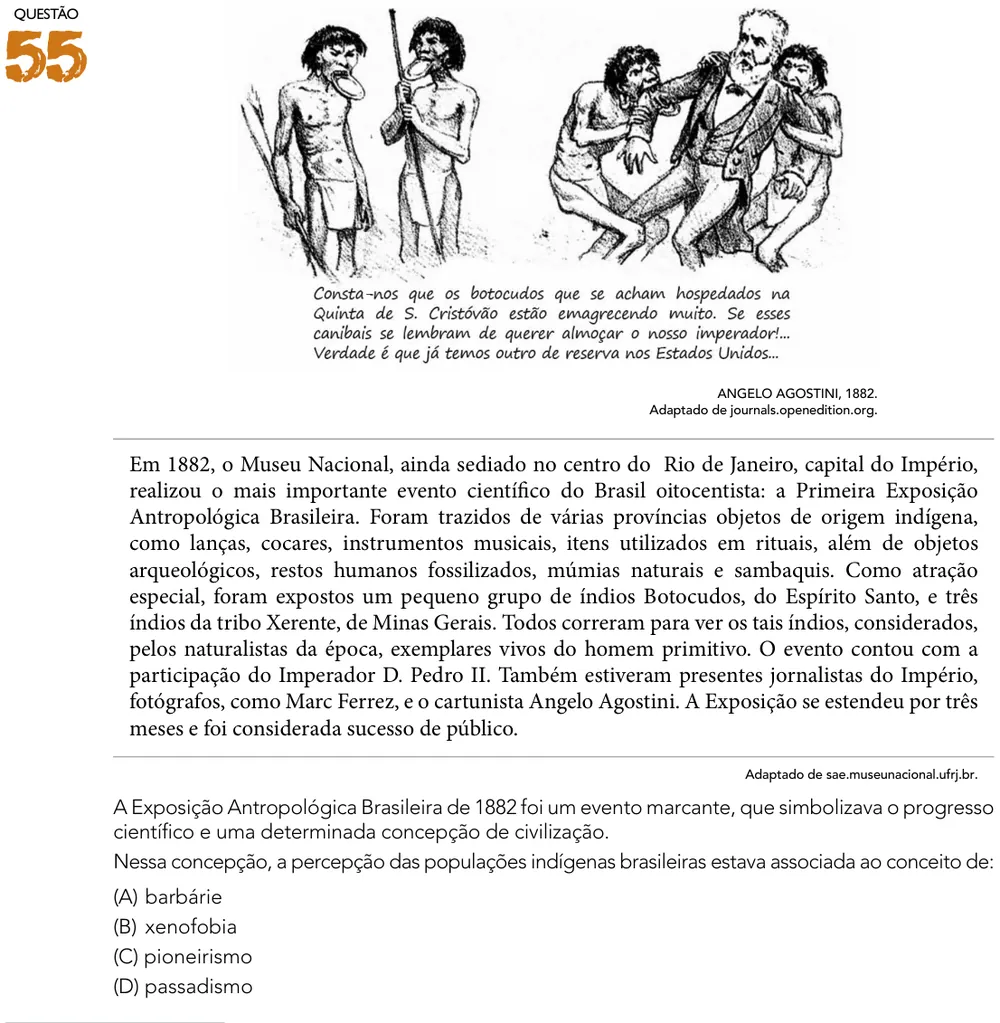 QUESTÃO
55
Consta-nos que os botocudos que se acham hospedados na
Quinta de S. Cristóvão estão emagrecendo muito. Se esses
canibais se lembram de querer almoçar o nosso imperador!...
Verdade é que já temos outro de reserva nos Estados Unidos...
ANGELO AGOSTINI, 1882.
Adaptado de journals.openedition.org.
Em 1882, o Museu Nacional, ainda sediado no centro do Rio de Janeiro, capital do Império,
realizou o mais importante evento científico do Brasil oitocentista: a Primeira Exposição
Antropológica Brasileira. Foram trazidos de várias províncias objetos de origem indígena,
como lanças, cocares, instrumentos musicais, itens utilizados em rituais, além de objetos
arqueológicos, restos humanos fossilizados, múmias naturais e sambaquis. Como atração
especial, foram expostos um pequeno grupo de índios Botocudos, do Espírito Santo, e três
índios da tribo Xerente, de Minas Gerais. Todos correram para ver os tais índios, considerados,
pelos naturalistas da época, exemplares vivos do homem primitivo. O evento contou com a
participação do Imperador D. Pedro II. Também estiveram presentes jornalistas do Império,
fotógrafos, como Marc Ferrez, e o cartunista Angelo Agostini. A Exposição se estendeu por três
meses e foi considerada sucesso de público.
Adaptado de sae.museunacional.ufrj.br.
A Exposição Antropológica Brasileira de 1882 foi um evento marcante, que simbolizava o progresso
científico e uma determinada concepção de civilização.
Nessa concepção, a percepção das populações indígenas brasileiras estava associada ao conceito de:
(A) barbárie
(B) xenofobia
(C) pioneirismo
(D) passadismo